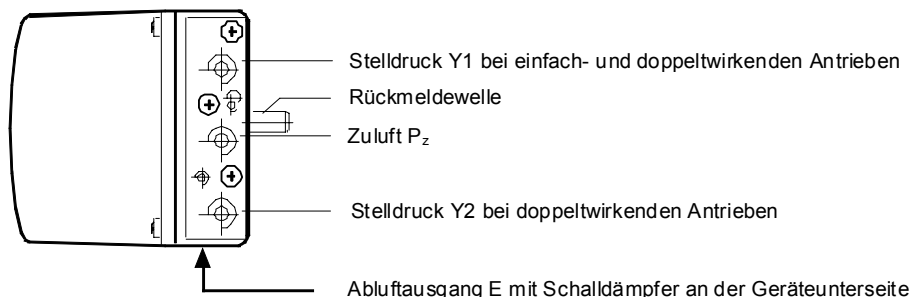 Stelldruck Y1 bei einfach- und doppeltwirkenden Antrieben
Rückmeldewelle
Zuluft Pz
Stelldruck Y2 bei doppeltwirkenden Antrieben
Abluftausgang E mit Schalldämpfer an der Geräteunterseite